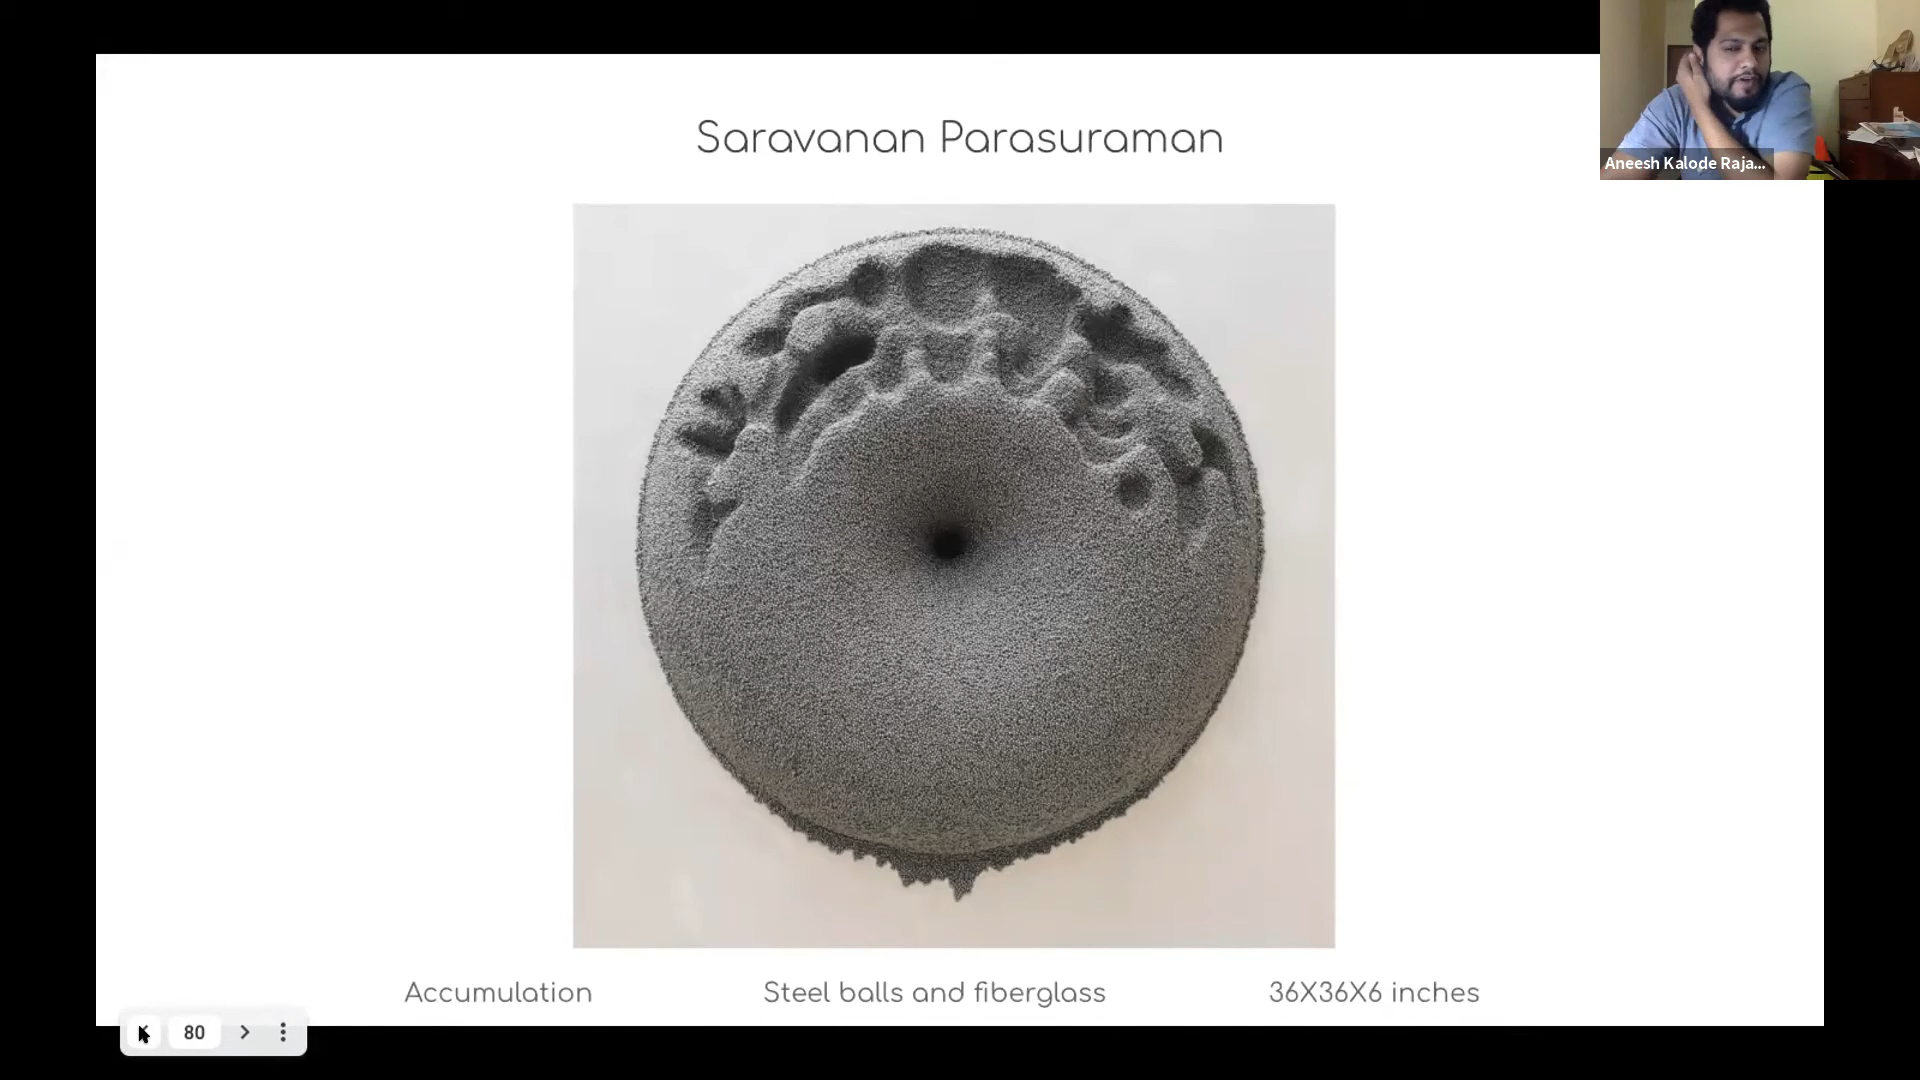 Saravanan Parasuraman
Aneesh Kalode Raja...
Accumulation
Steel balls and fiberglass
36X36X6 inches
80